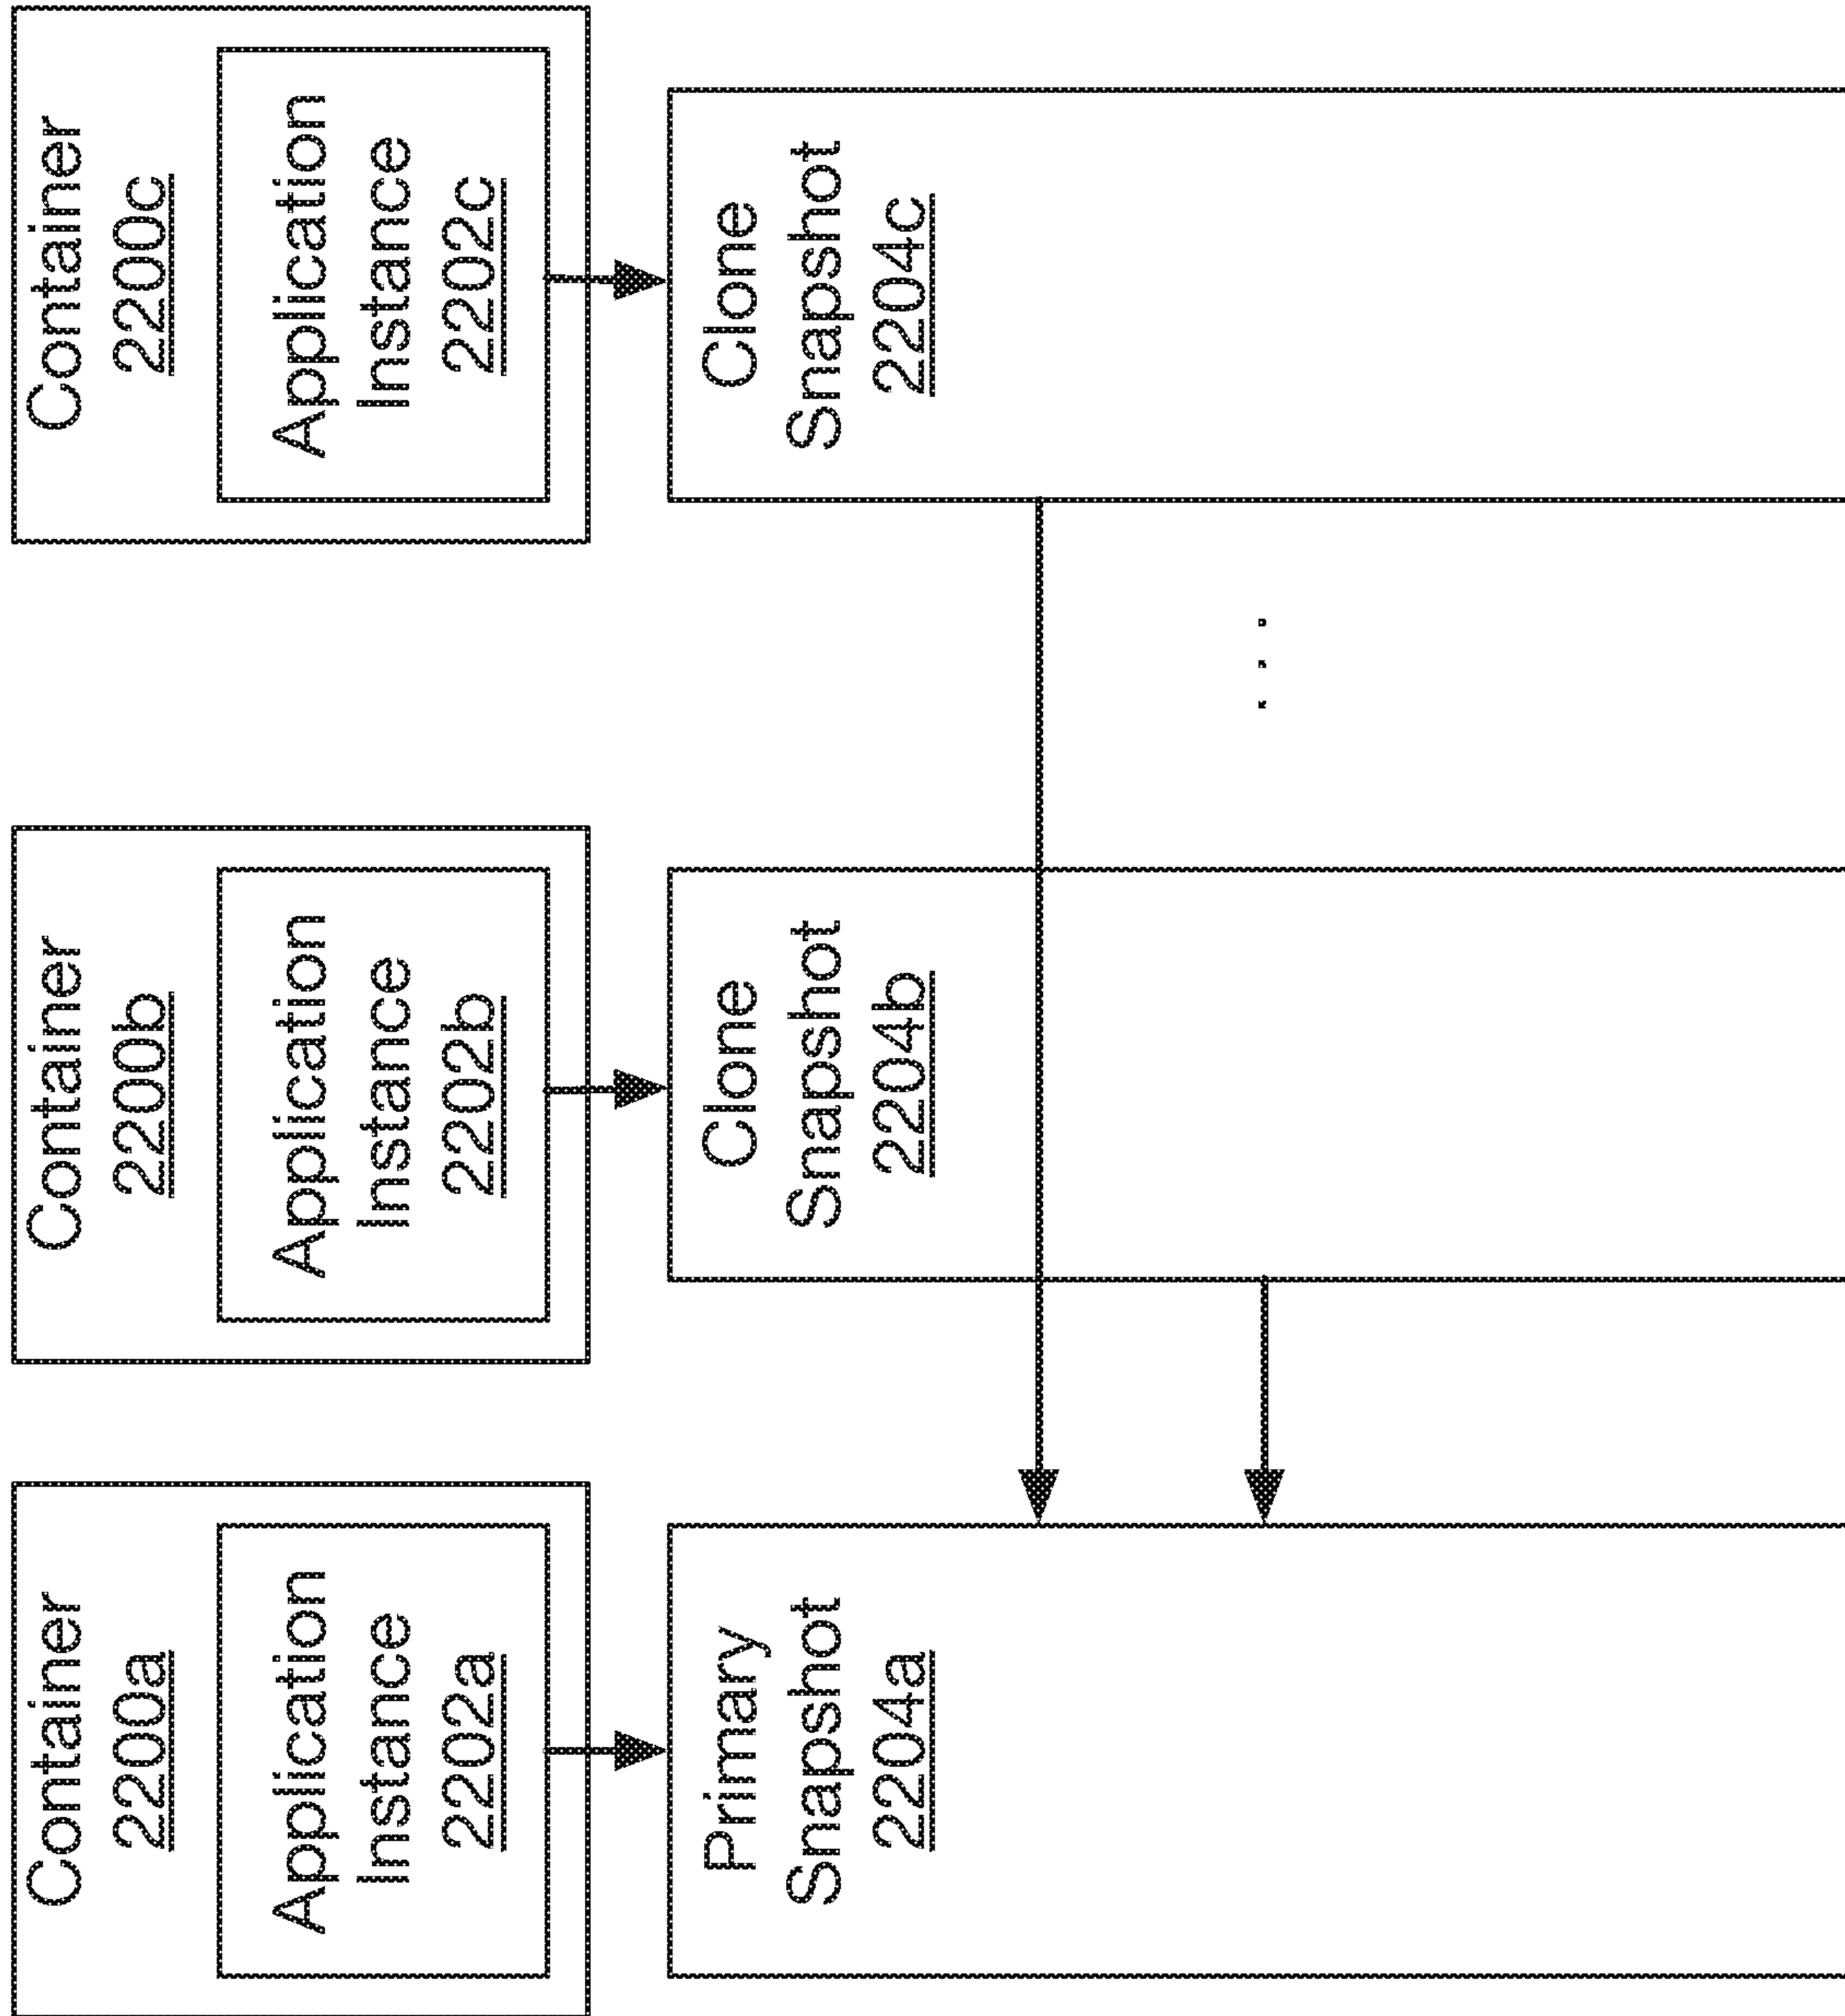 Container
2200a
Application
Instance
2202a
Primary
Snapshot
2204a
Container
2200b
Application
Instance
2202b
Clone
Snapshot
2204b
. . .
Container
2200c
Application
Instance
2202c
Clone
Snapshot
2204c